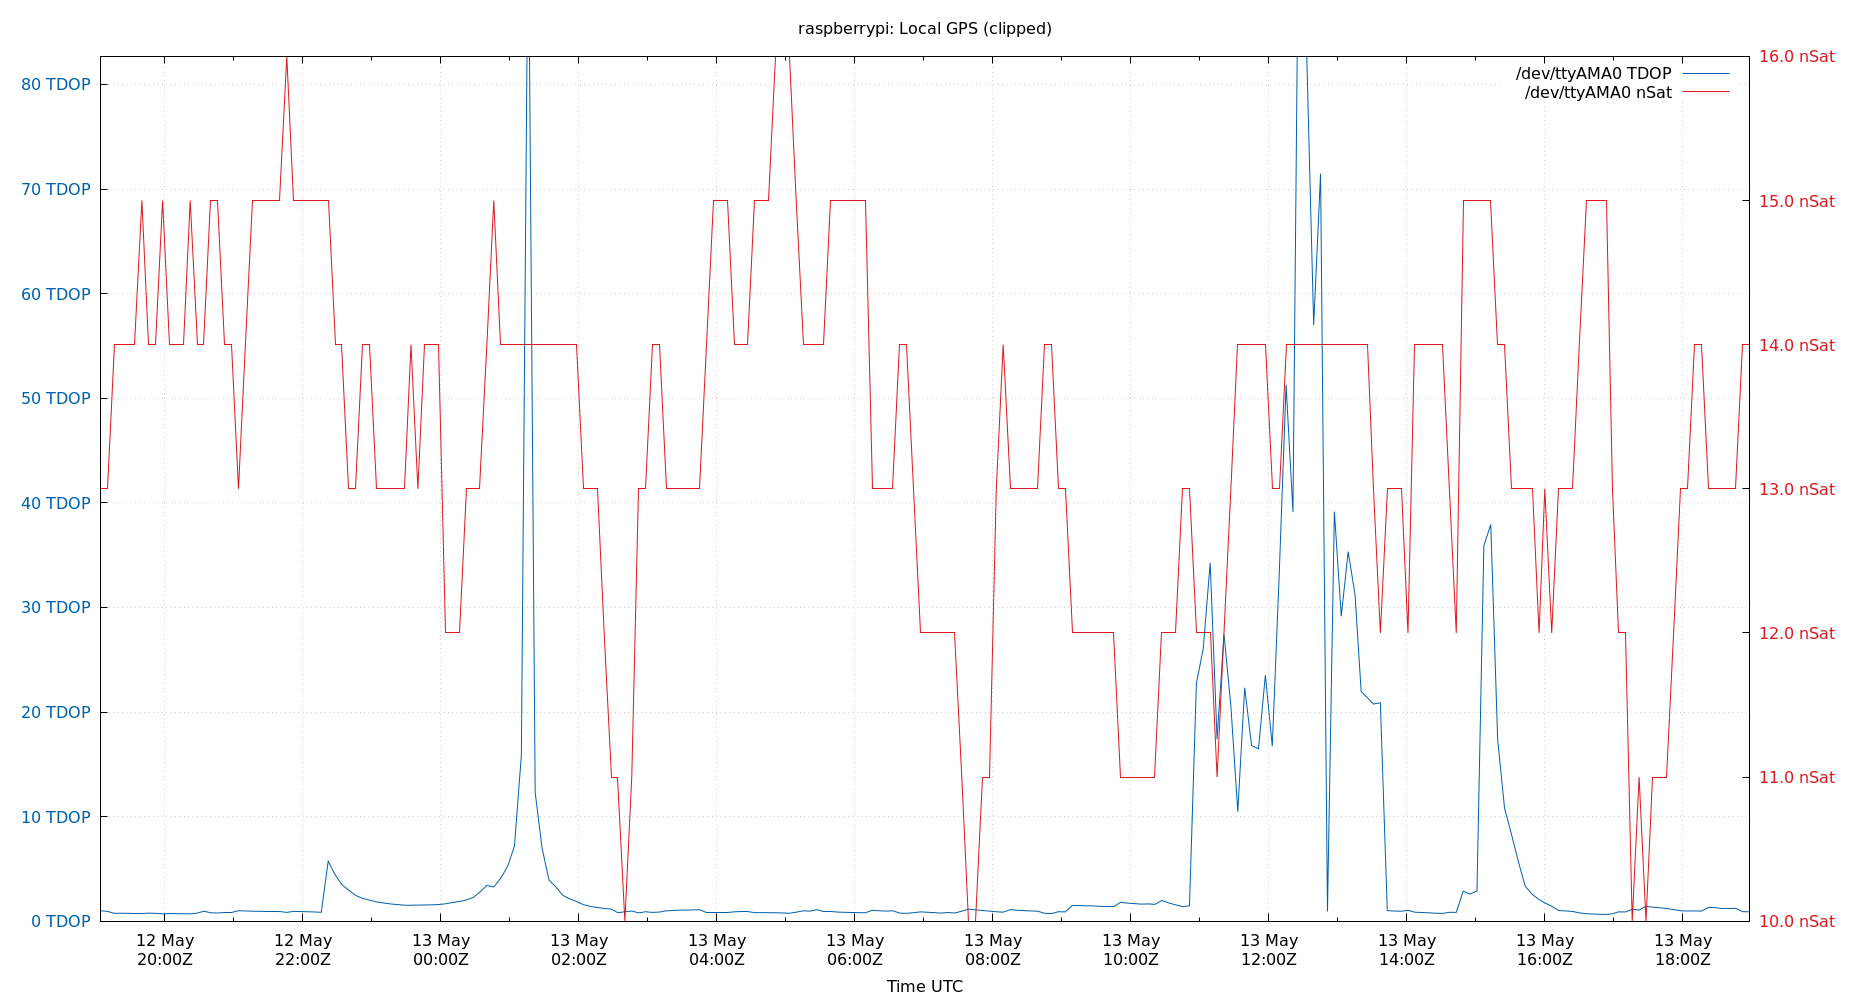 raspberrypi: Local GPS (clipped)
/dev/ttyAMA0 TDOP
/dev/ttyAMA0 nSat
80 TDOP
70 TDOP
60 TDOP
50 TDOP
40 TDOP
30 TDOP
20 TDOP
10 TDOP
0 TDOP
16.0 nSat
15.0 nSat
14.0 nSat
13.0 nSat
12.0 nSat
11.0 nSat
10.0 nSat
12 May
20:00Z
12 May
22:00Z
13 May
00:00Z
13 May
02:00Z
13 May
04:00Z
13 May
06:00Z
13 May
08:00Z
13 May
10:00Z
13 May
12:00Z
13 May
14:00Z
13 May
16:00Z
13 May
18:00Z
Time UTC